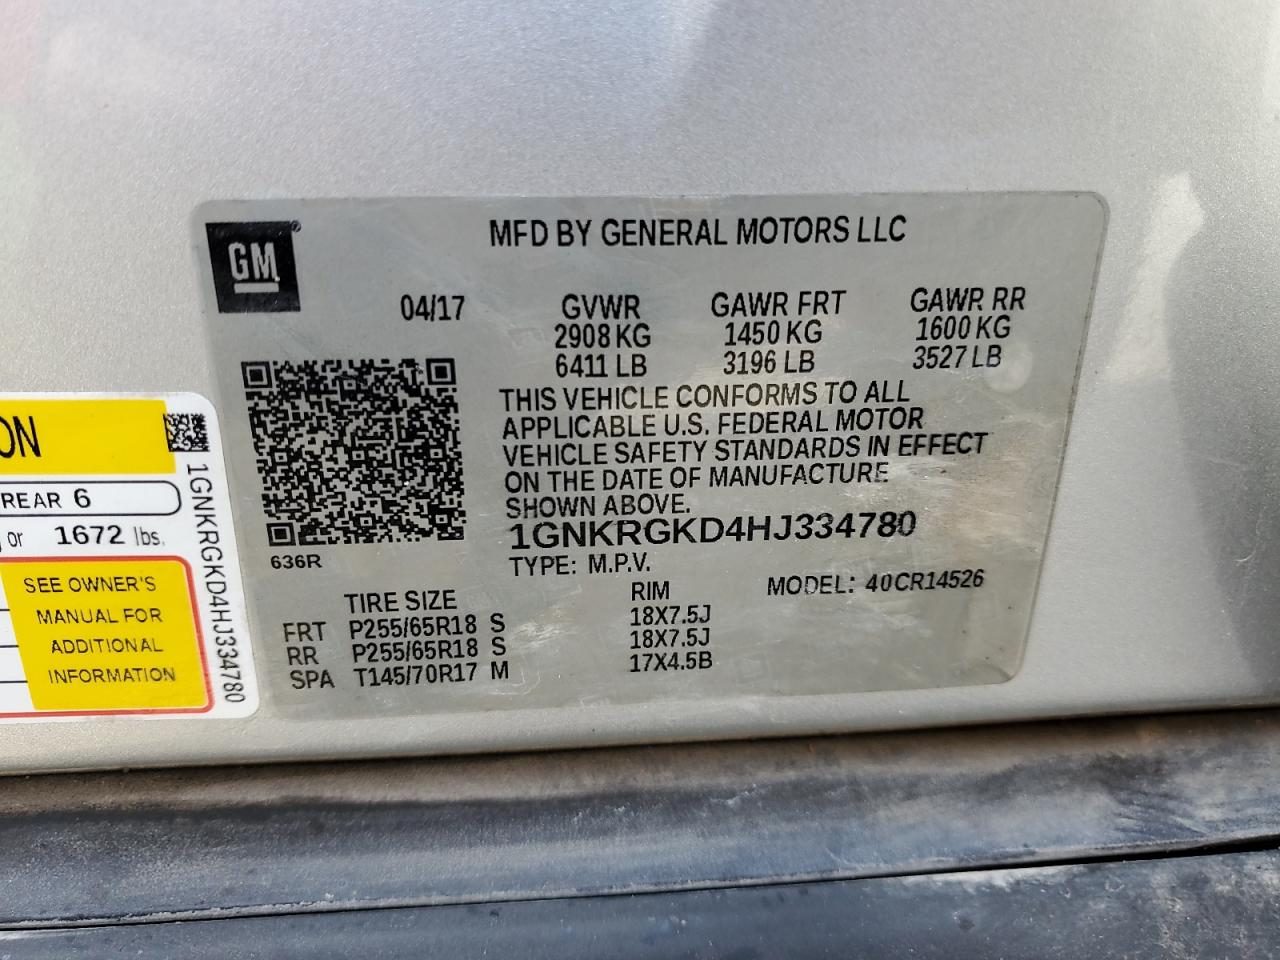 MFD BY GENERAL MOTORS LLC
GM
04/17 GVWR GAWR FRT GAWR RR
2908 KG 1450 KG 1600 KG
6411 LB 3196 LB 3527 LB
THIS VEHICLE CONFORMS TO ALL
APPLICABLE U.S. FEDERAL MOTOR
VEHICLE SAFETY STANDARDS IN EFFECT
ON THE DATE OF MANUFACTURE
SHOWN ABOVE.
1GNKRGKD4HJ334780
636R
TYPE: M.P.V. MODEL: 40CR14526
TIRE SIZE RIM
FRT P255/65R18 S 18X7.5J
RR P255/65R18 S 18X7.5J
SPA T145/70R17 M 17X4.5B
ON
REAR 6
or 1672 lbs.
SEE OWNER'S
MANUAL FOR
ADDITIONAL
INFORMATION
1GNKRGKD4HJ334780